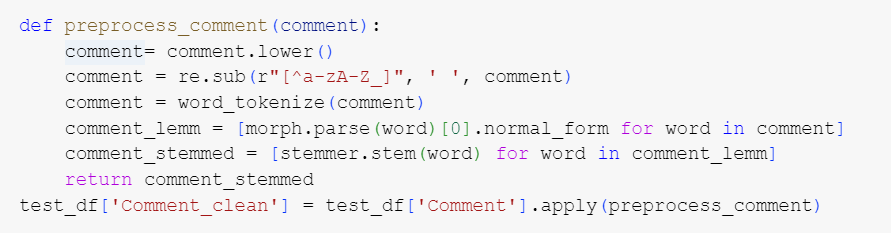 def preprocess_comment(comment):
    comment= comment.lower()
    comment = re.sub(r"[^a-zA-Z_]", ' ', comment)
    comment = word_tokenize(comment)
    comment_lemm = [morph.parse(word)[0].normal_form for word in comment]
    comment_stemmed = [stemmer.stem(word) for word in comment_lemm]
    return comment_stemmed
test_df['Comment_clean'] = test_df['Comment'].apply(preprocess_comment)